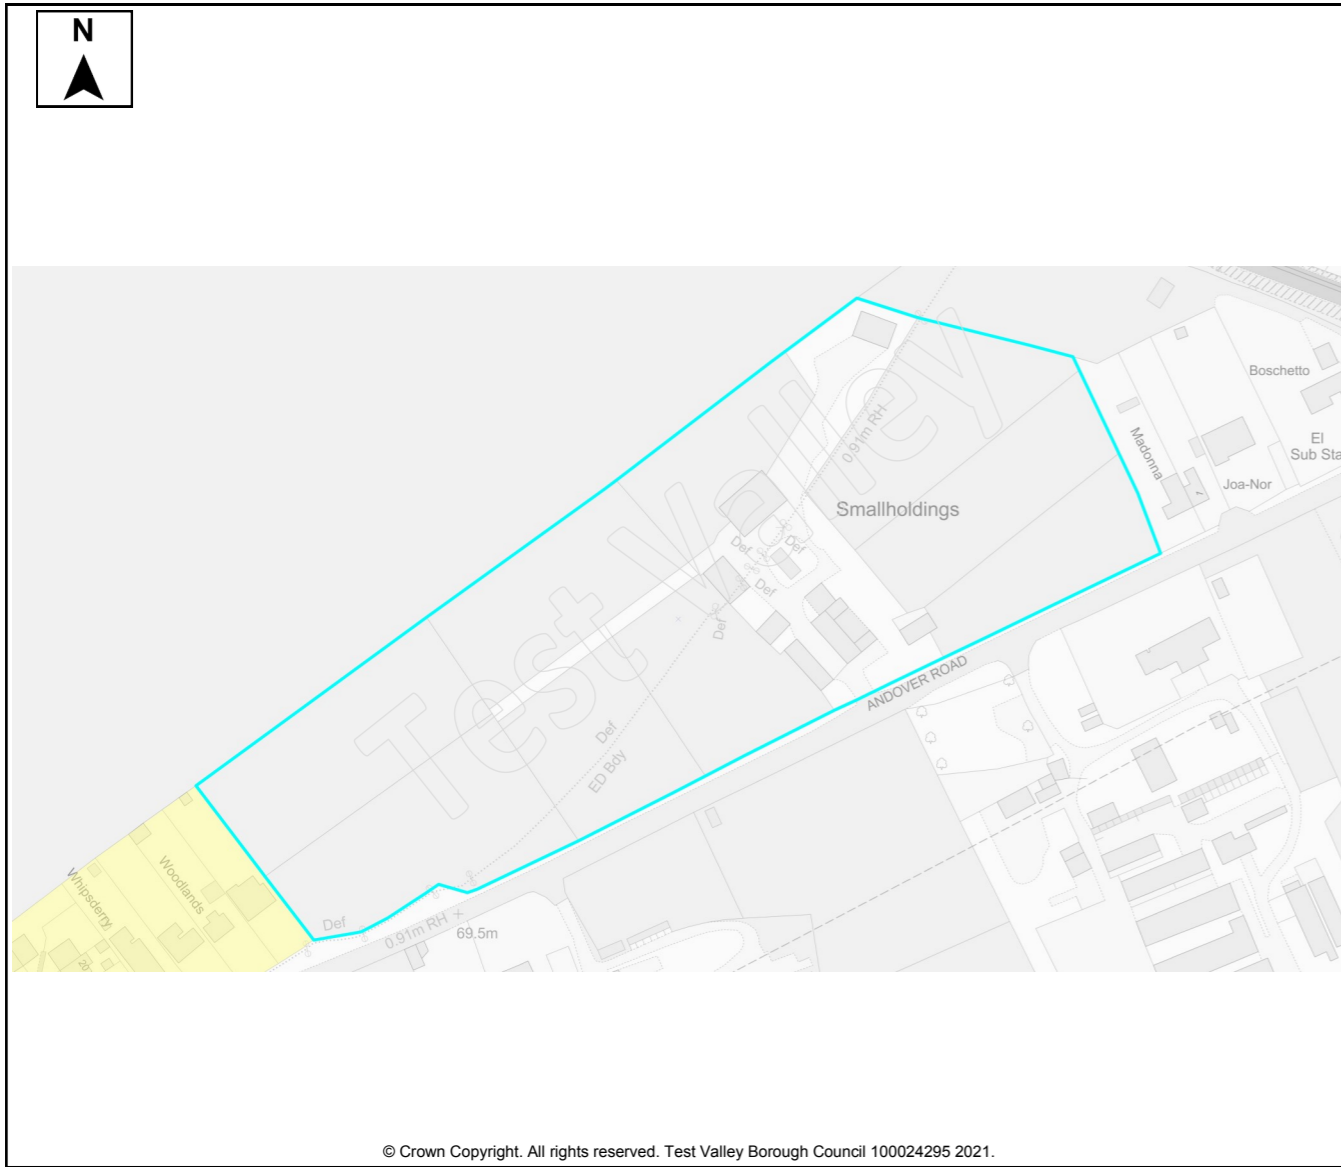 N
Boschetto
El
Sub Sta
Madonna
Joa-Nor
1
0.91m RH
Smallholdings
Def
Def
Def
Def
Test Valley
ANDOVER ROAD
Def
ED Bdy
Woodlands
Whipsderry
20
Def
0.91m RH
69.5m
© Crown Copyright. All rights reserved. Test Valley Borough Council 100024295 2021.